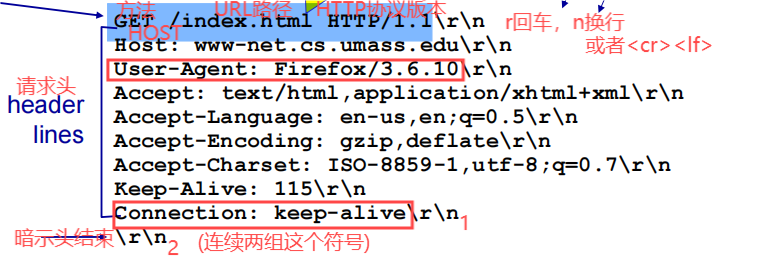 方法 URL路径 HTTP协议版本
GET /index.html HTTP/1.1\r\n r回车，n换行
HOST 或者<cr><lf>
Host: www-net.cs.umass.edu\r\n
User-Agent: Firefox/3.6.10\r\n
请求头 Accept: text/html,application/xhtml+xml\r\n
header lines
Accept-Language: en-us,en;q=0.5\r\n
Accept-Encoding: gzip,deflate\r\n
Accept-Charset: ISO-8859-1,utf-8;q=0.7\r\n
Keep-Alive: 115\r\n
Connection: keep-alive\r\n 1
暗示头结束 \r\n 2 (连续两组这个符号)